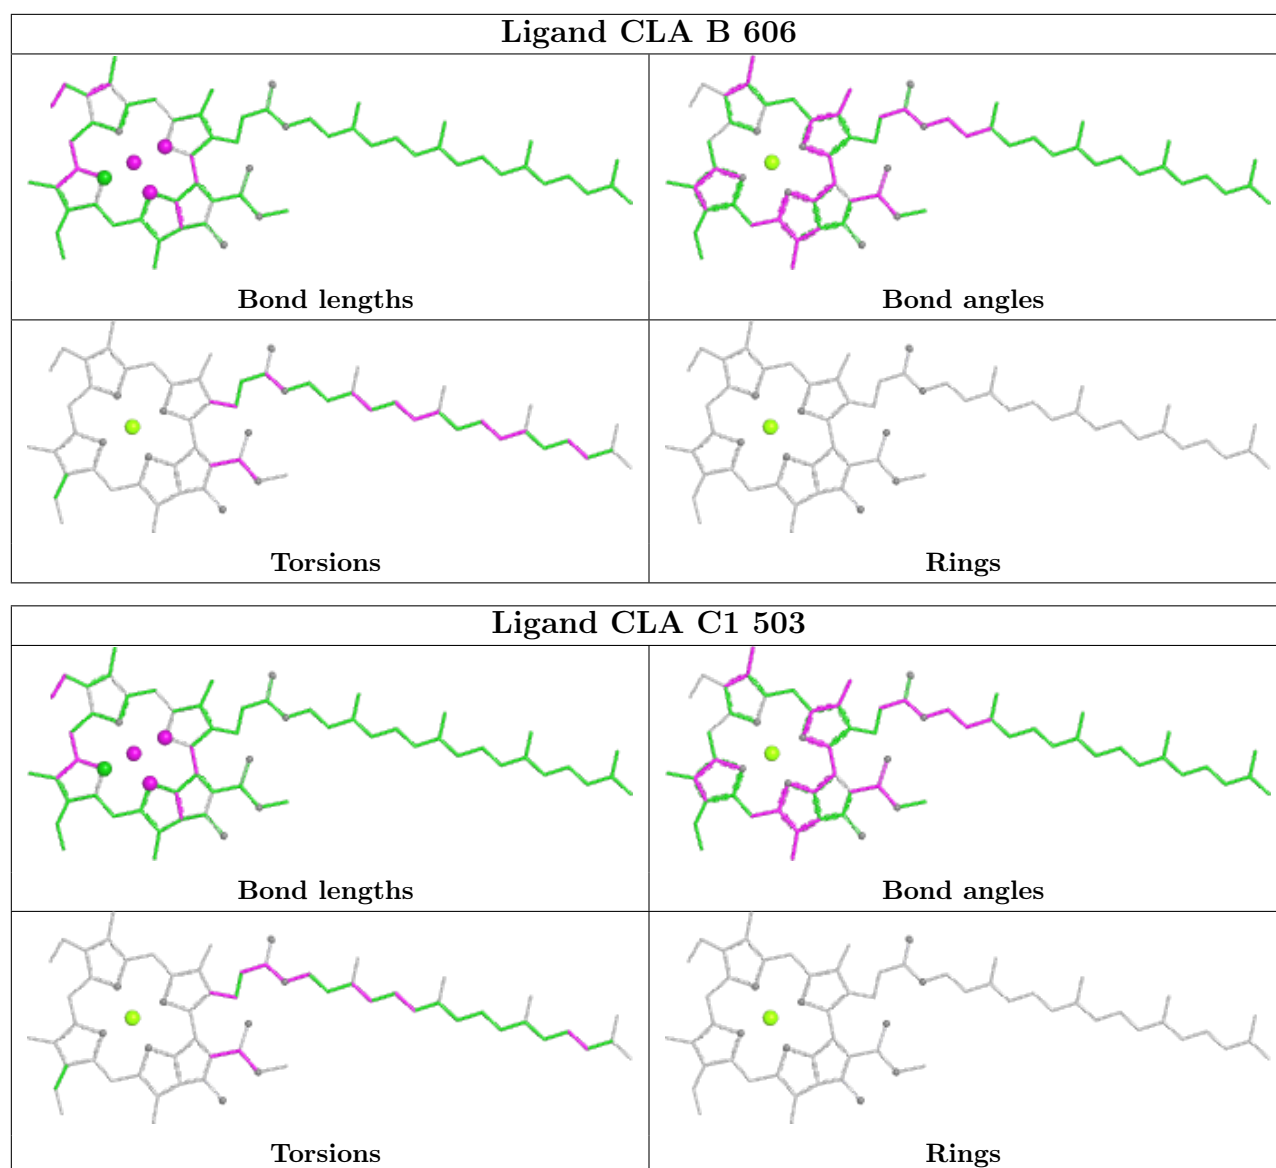 Ligand CLA B 606
Bond lengths
Bond angles
Torsions
Rings
Ligand CLA C1 503
Bond lengths
Bond angles
Torsions
Rings